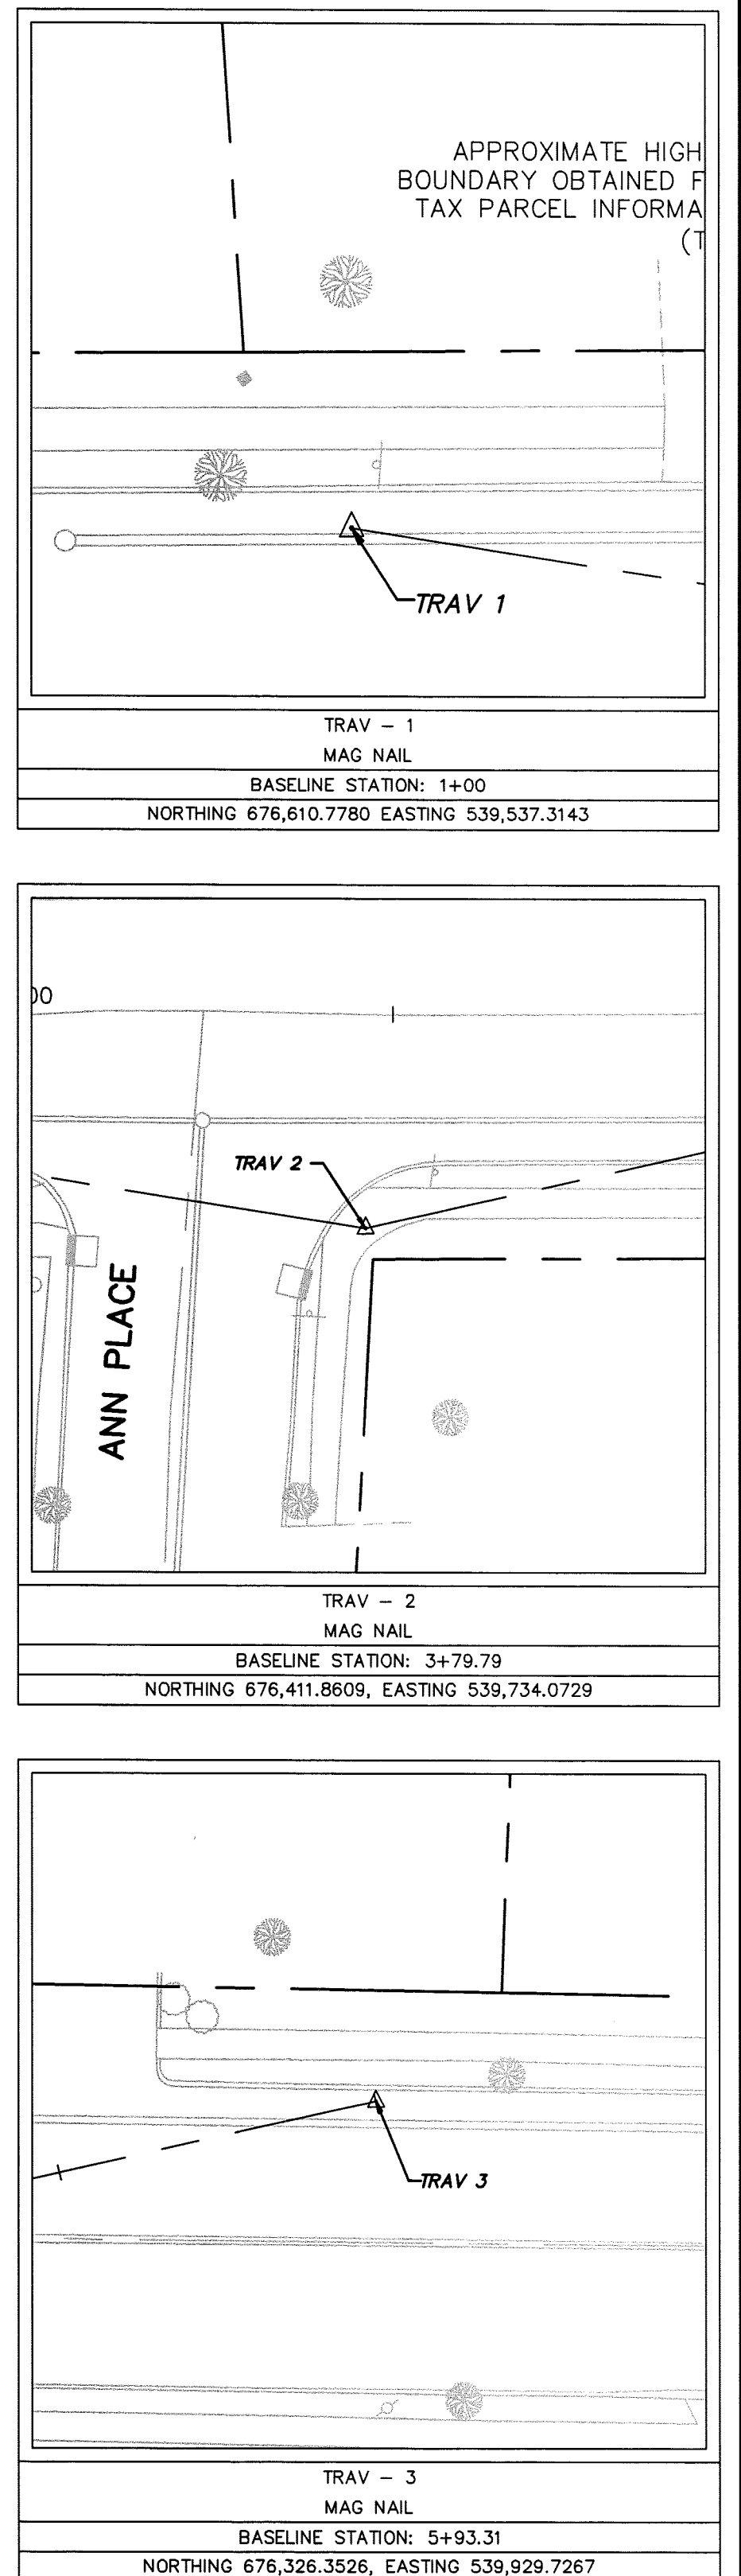 APPROXIMATE HIGH
BOUNDARY OBTAINED F
TAX PARCEL INFORMA
(T
TRAV 1
TRAV - 1
MAG NAIL
BASELINE STATION: 1+00
NORTHING 676,610.7780 EASTING 539,537.3143
00
TRAV 2
ANN PLACE
TRAV - 2
MAG NAIL
BASELINE STATION: 3+79.79
NORTHING 676,411.8609, EASTING 539,734.0729
TRAV 3
TRAV - 3
MAG NAIL
BASELINE STATION: 5+93.31
NORTHING 676,326.3526, EASTING 539,929.7267